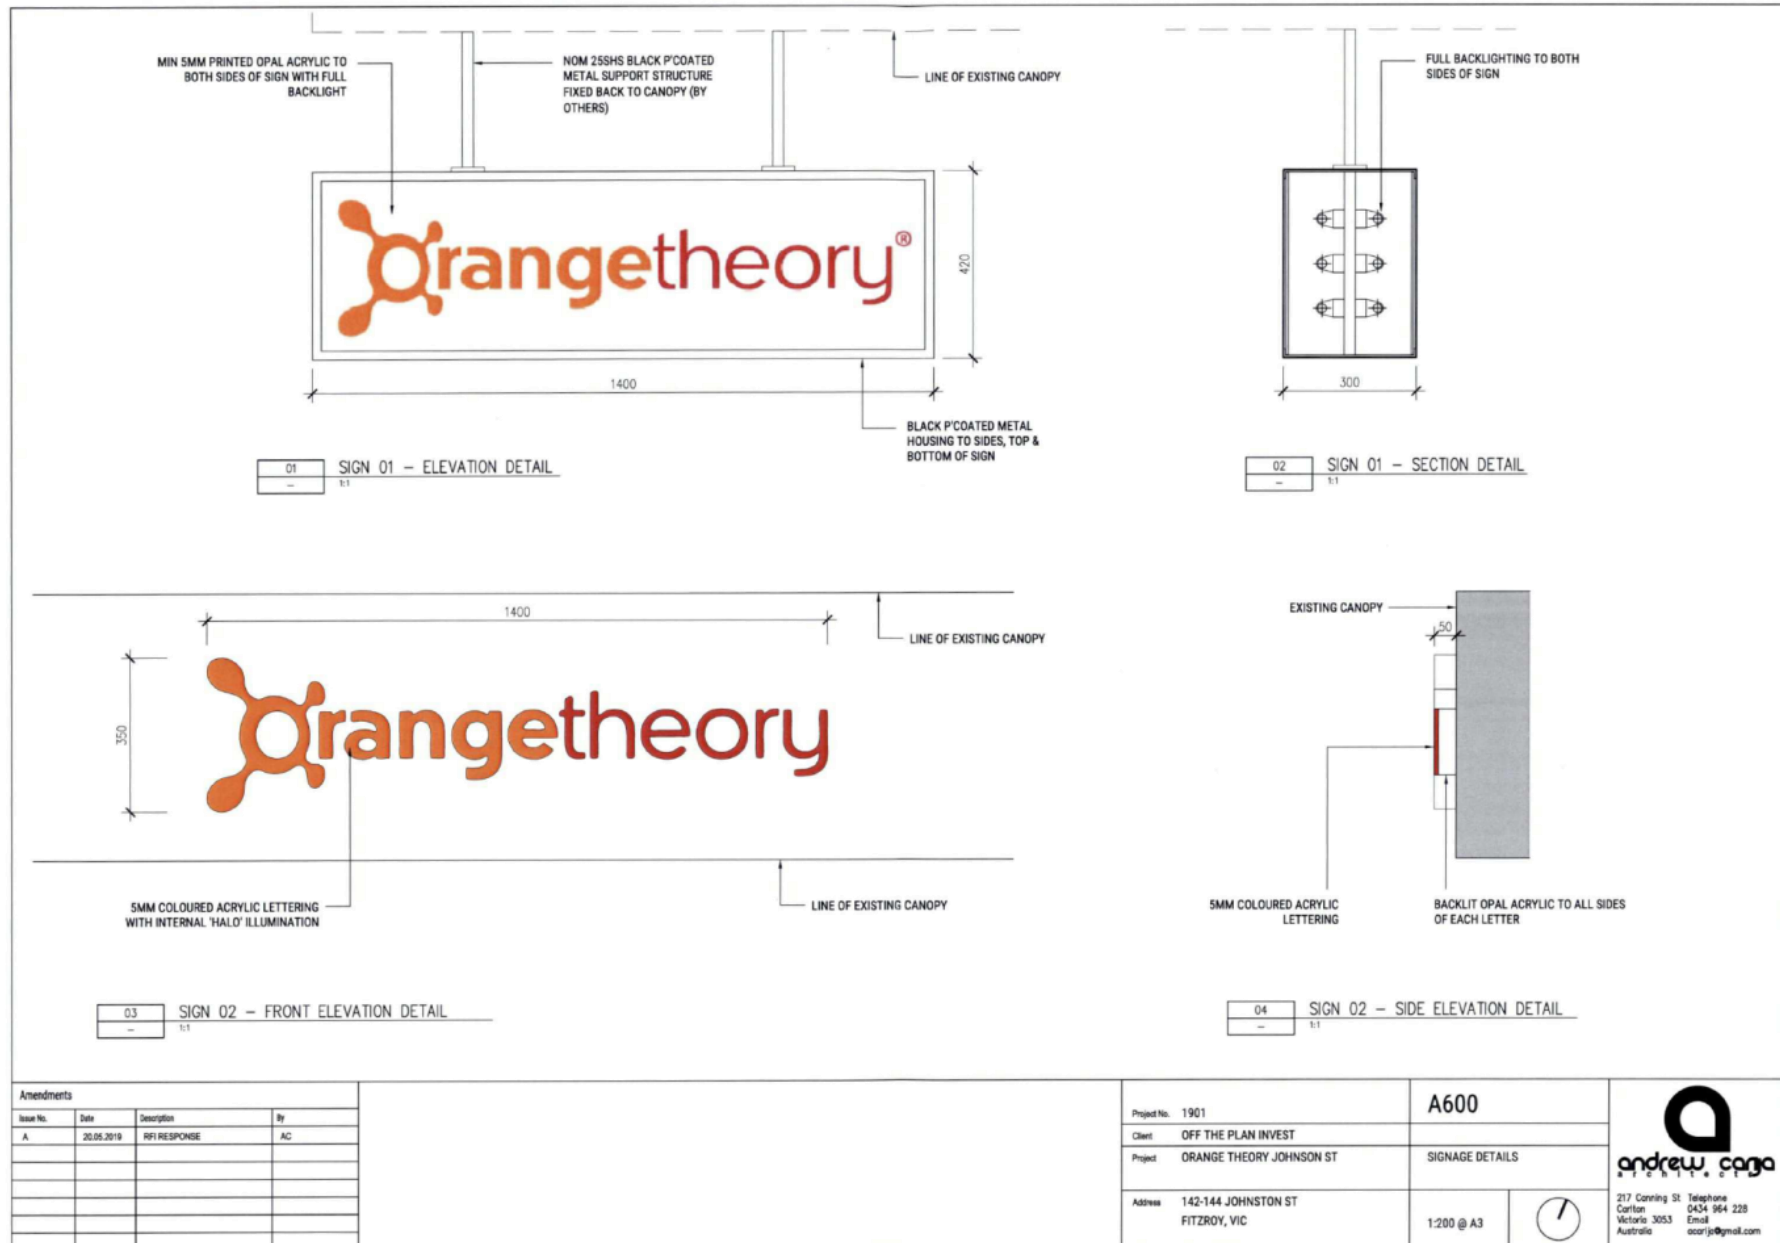 MIN 5MM PRINTED OPAL ACRYLIC TO
BOTH SIDES OF SIGN WITH FULL
BACKLIGHT
NOM 25SHS BLACK P'COATED
METAL SUPPORT STRUCTURE
FIXED BACK TO CANOPY (BY
OTHERS)
LINE OF EXISTING CANOPY
FULL BACKLIGHTING TO BOTH
SIDES OF SIGN
Orangetheory®
420
1400
300
BLACK P'COATED METAL
HOUSING TO SIDES, TOP &
BOTTOM OF SIGN
01
–
SIGN 01 – ELEVATION DETAIL
1:1
02
–
SIGN 01 – SECTION DETAIL
1:1
1400
LINE OF EXISTING CANOPY
350
Orangetheory
EXISTING CANOPY
50
5MM COLOURED ACRYLIC LETTERING
WITH INTERNAL 'HALO' ILLUMINATION
LINE OF EXISTING CANOPY
5MM COLOURED ACRYLIC
LETTERING
BACKLIT OPAL ACRYLIC TO ALL SIDES
OF EACH LETTER
03
–
SIGN 02 – FRONT ELEVATION DETAIL
1:1
04
–
SIGN 02 – SIDE ELEVATION DETAIL
1:1
Amendments
Issue No. Date Description By
A 20.05.2019 RFI RESPONSE AC
Project No. 1901
Client OFF THE PLAN INVEST
Project ORANGE THEORY JOHNSON ST
Address 142-144 JOHNSTON ST
FITZROY, VIC
A600
SIGNAGE DETAILS
1:200 @ A3
andrew carija
architect
217 Canning St Telephone
Carlton 0434 964 228
Victoria 3053 Email
Australia acarija@gmail.com